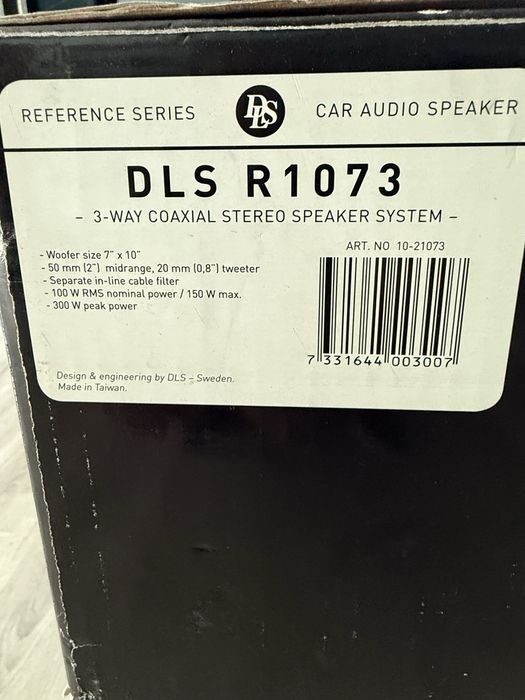 REFERENCE SERIES DLS CAR AUDIO SPEAKER
DLS R1073
– 3-WAY COAXIAL STEREO SPEAKER SYSTEM –
- Woofer size 7" x 10"
- 50 mm (2") midrange, 20 mm (0,8") tweeter
- Separate in-line cable filter
- 100 W RMS nominal power / 150 W max.
- 300 W peak power
ART. NO 10-21073
7 331644 003007
Design & engineering by DLS – Sweden.
Made in Taiwan.